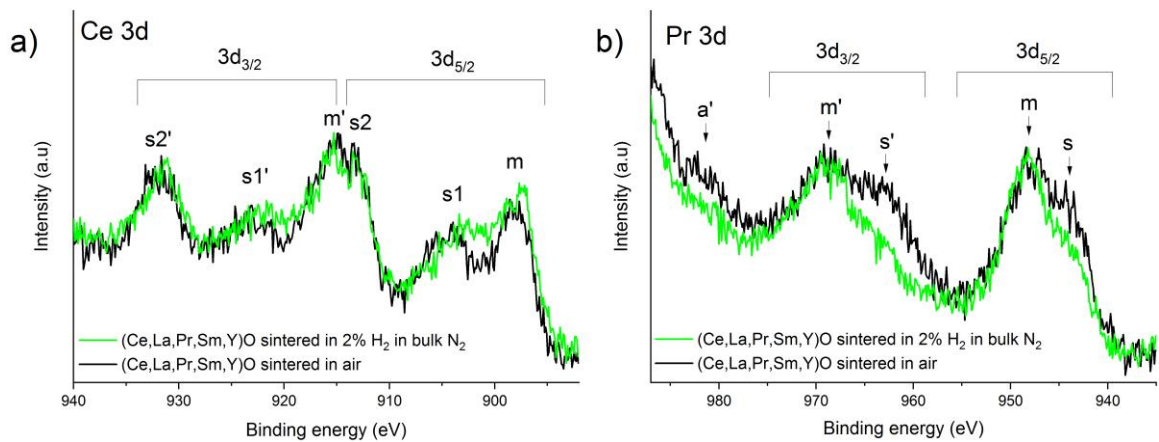 a)
Ce 3d
3d3/2
3d5/2
s2'
s1'
m'
s2
s1
m
Intensity (a.u)
(Ce,La,Pr,Sm,Y)O sintered in 2% H2 in bulk N2
(Ce,La,Pr,Sm,Y)O sintered in air
940 930 920 910 900
Binding energy (eV)
b)
Pr 3d
3d3/2
3d5/2
a'
m'
s'
m
s
Intensity (a.u)
(Ce,La,Pr,Sm,Y)O sintered in 2% H2 in bulk N2
(Ce,La,Pr,Sm,Y)O sintered in air
980 970 960 950 940
Binding energy (eV)